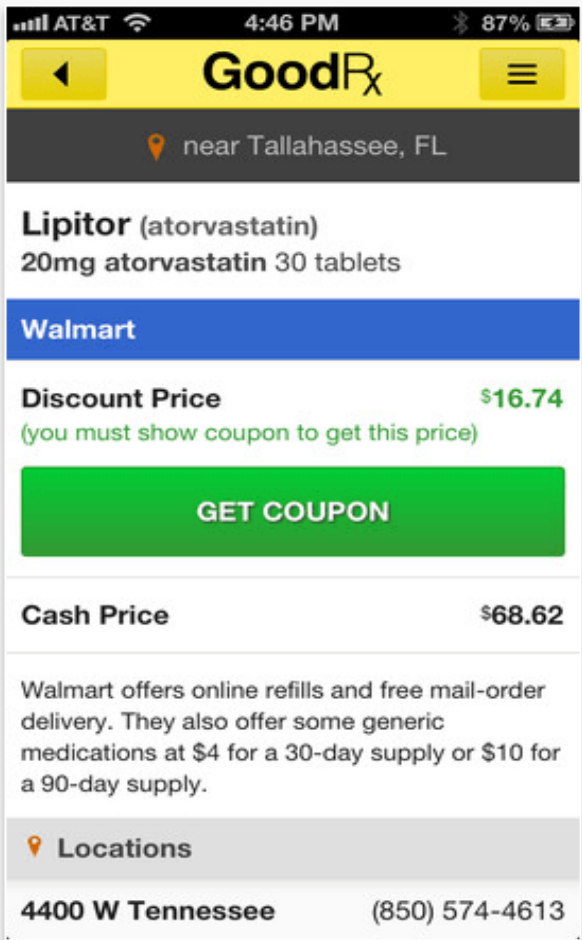 AT&T 4:46 PM 87%
GoodRx
near Tallahassee, FL
Lipitor (atorvastatin)
20mg atorvastatin 30 tablets
Walmart
Discount Price $16.74
(you must show coupon to get this price)
GET COUPON
Cash Price $68.62
Walmart offers online refills and free mail-order
delivery. They also offer some generic
medications at $4 for a 30-day supply or $10 for
a 90-day supply.
Locations
4400 W Tennessee (850) 574-4613